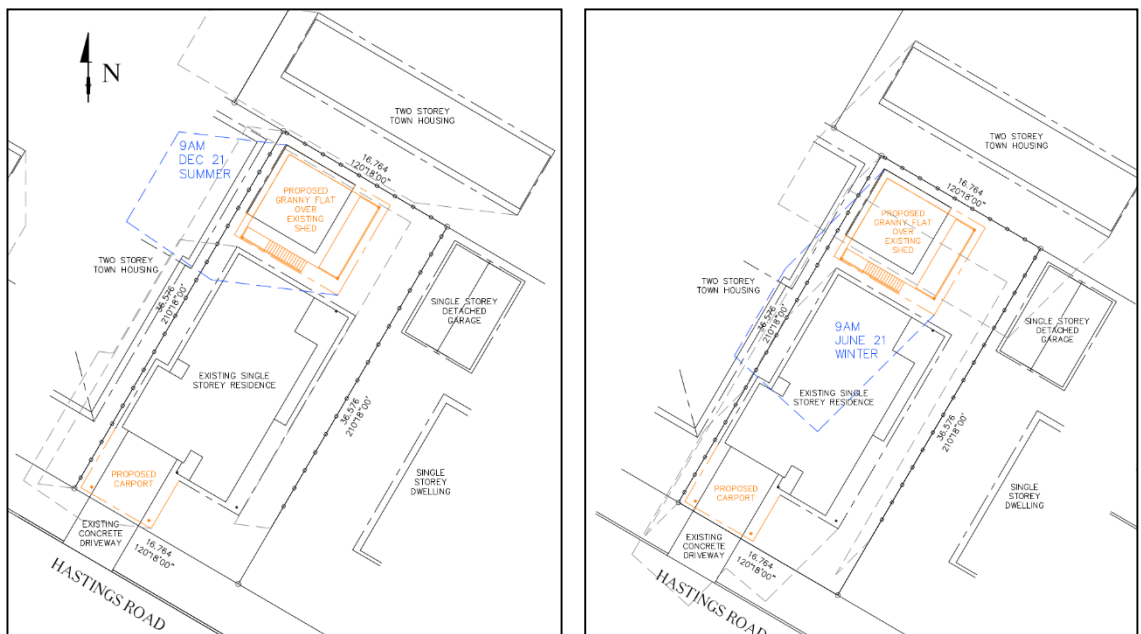 N
TWO STOREY
TOWN HOUSING
9AM
DEC 21
SUMMER
16.764
120°18'00"
PROPOSED
GRANNY FLAT
OVER
EXISTING
SHED
TWO STOREY
TOWN HOUSING
36.576
210°18'00"
SINGLE STOREY
DETACHED
GARAGE
EXISTING SINGLE
STOREY RESIDENCE
36.576
210°18'00"
PROPOSED
CARPORT
SINGLE
STOREY
DWELLING
EXISTING
CONCRETE
DRIVEWAY
16.764
120°18'00"
HASTINGS ROAD
TWO STOREY
TOWN HOUSING
16.764
120°18'00"
PROPOSED
GRANNY FLAT
OVER
EXISTING
SHED
TWO STOREY
TOWN HOUSING
36.576
210°18'00"
SINGLE STOREY
DETACHED
GARAGE
9AM
JUNE 21
WINTER
EXISTING SINGLE
STOREY RESIDENCE
36.576
210°18'00"
PROPOSED
CARPORT
SINGLE
STOREY
DWELLING
EXISTING
CONCRETE
DRIVEWAY
16.764
120°18'00"
HASTINGS ROAD